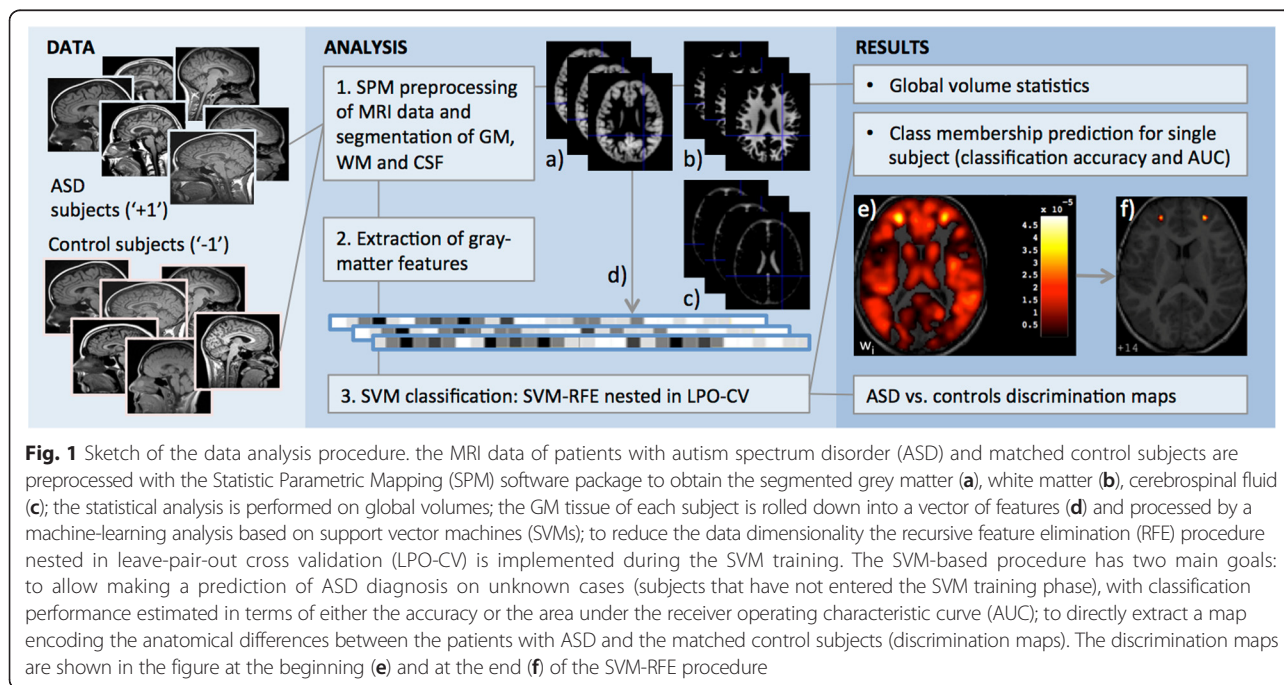 DATA
ASD
subjects (‘+1’)
Control subjects (‘-1’)
ANALYSIS
1. SPM preprocessing
of MRI data and
segmentation of GM,
WM and CSF
2. Extraction of gray-
matter features
3. SVM classification: SVM-RFE nested in LPO-CV
a)
b)
c)
d)
RESULTS
• Global volume statistics
• Class membership prediction for single
subject (classification accuracy and AUC)
e)
x 10⁻⁵
4.5
4
3.5
3
2.5
2
1.5
1
0.5
wᵢ
f)
+14
ASD vs. controls discrimination maps
Fig. 1 Sketch of the data analysis procedure. the MRI data of patients with autism spectrum disorder (ASD) and matched control subjects are
preprocessed with the Statistic Parametric Mapping (SPM) software package to obtain the segmented grey matter (a), white matter (b), cerebrospinal fluid
(c); the statistical analysis is performed on global volumes; the GM tissue of each subject is rolled down into a vector of features (d) and processed by a
machine-learning analysis based on support vector machines (SVMs); to reduce the data dimensionality the recursive feature elimination (RFE) procedure
nested in leave-pair-out cross validation (LPO-CV) is implemented during the SVM training. The SVM-based procedure has two main goals:
to allow making a prediction of ASD diagnosis on unknown cases (subjects that have not entered the SVM training phase), with classification
performance estimated in terms of either the accuracy or the area under the receiver operating characteristic curve (AUC); to directly extract a map
encoding the anatomical differences between the patients with ASD and the matched control subjects (discrimination maps). The discrimination maps
are shown in the figure at the beginning (e) and at the end (f) of the SVM-RFE procedure